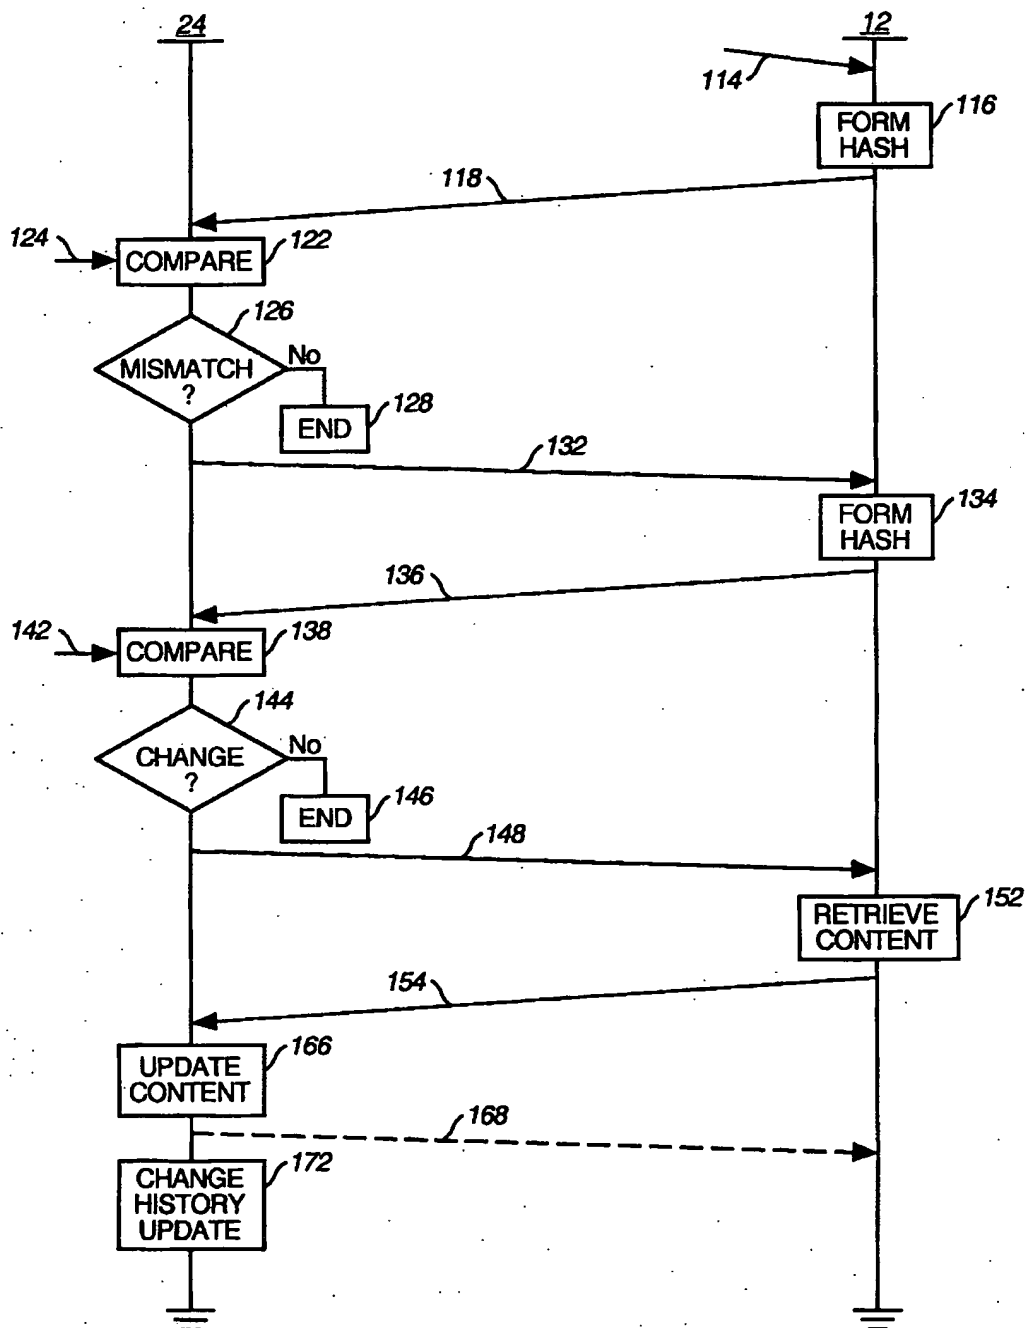 24
12
114
FORM
HASH
116
118
124
COMPARE
122
126
MISMATCH
?
No
END
128
132
FORM
HASH
134
136
142
COMPARE
138
144
CHANGE
?
No
END
146
148
RETRIEVE
CONTENT
152
154
UPDATE
CONTENT
166
168
CHANGE
HISTORY
UPDATE
172